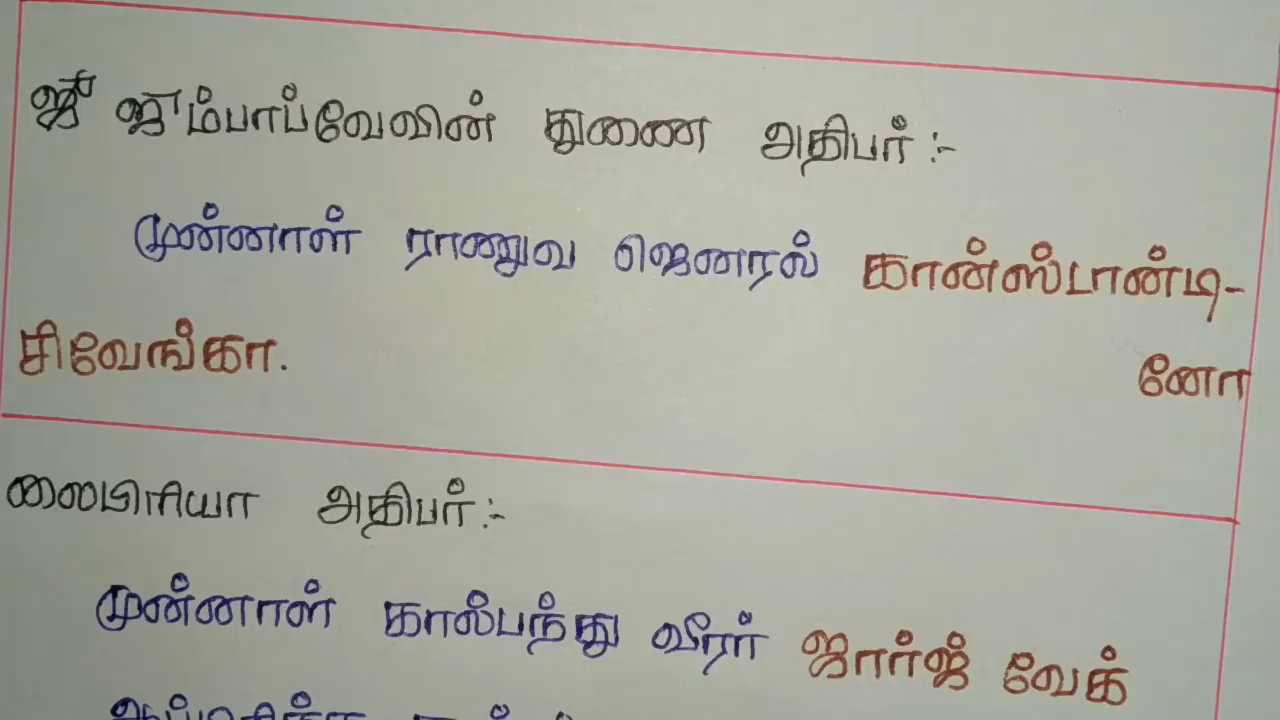 ஜீ ஜிம்பாப்வேவின் துணை அதிபர் :-
முன்னாள் ராணுவ ஜெனரல் கான்ஸ்டான்டி-
சிவேங்கா. னோ
லைபிரியா அதிபர் :-
முன்னாள் கால்பந்து வீரர் ஜார்ஜ் வேக்